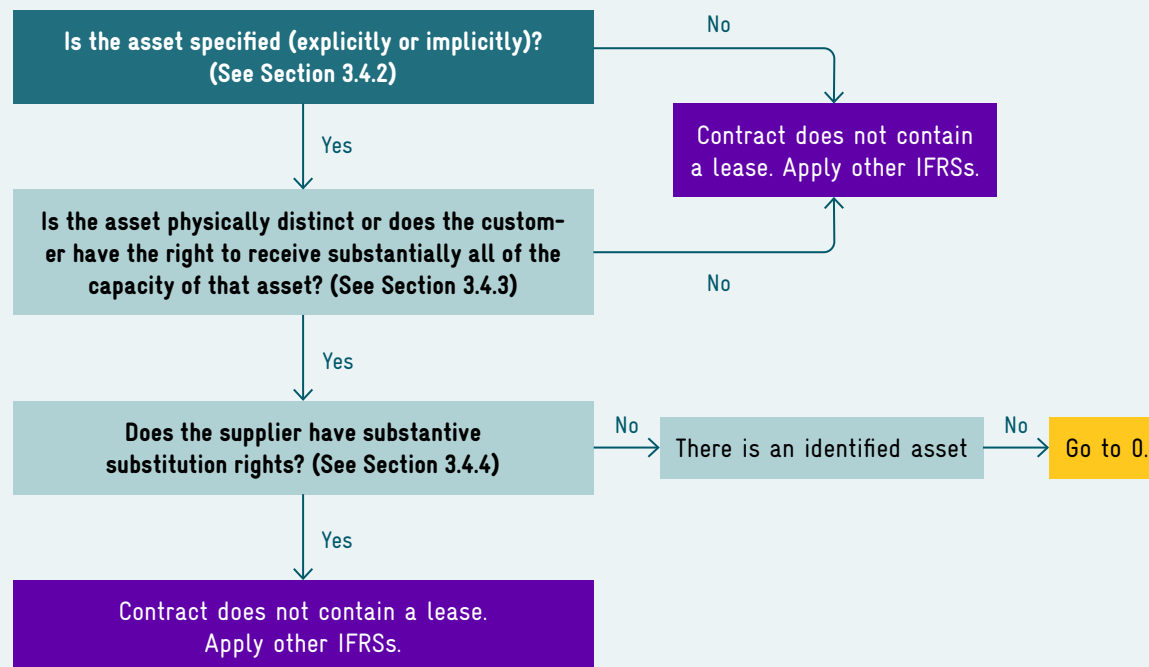 Is the asset specified (explicitly or implicitly)?
(See Section 3.4.2)
No
Contract does not contain
a lease. Apply other IFRSs.
Yes
Is the asset physically distinct or does the custom-
er have the right to receive substantially all of the
capacity of that asset? (See Section 3.4.3)
No
Yes
Does the supplier have substantive
substitution rights? (See Section 3.4.4)
No
There is an identified asset
No
Go to 0.
Yes
Contract does not contain a lease.
Apply other IFRSs.